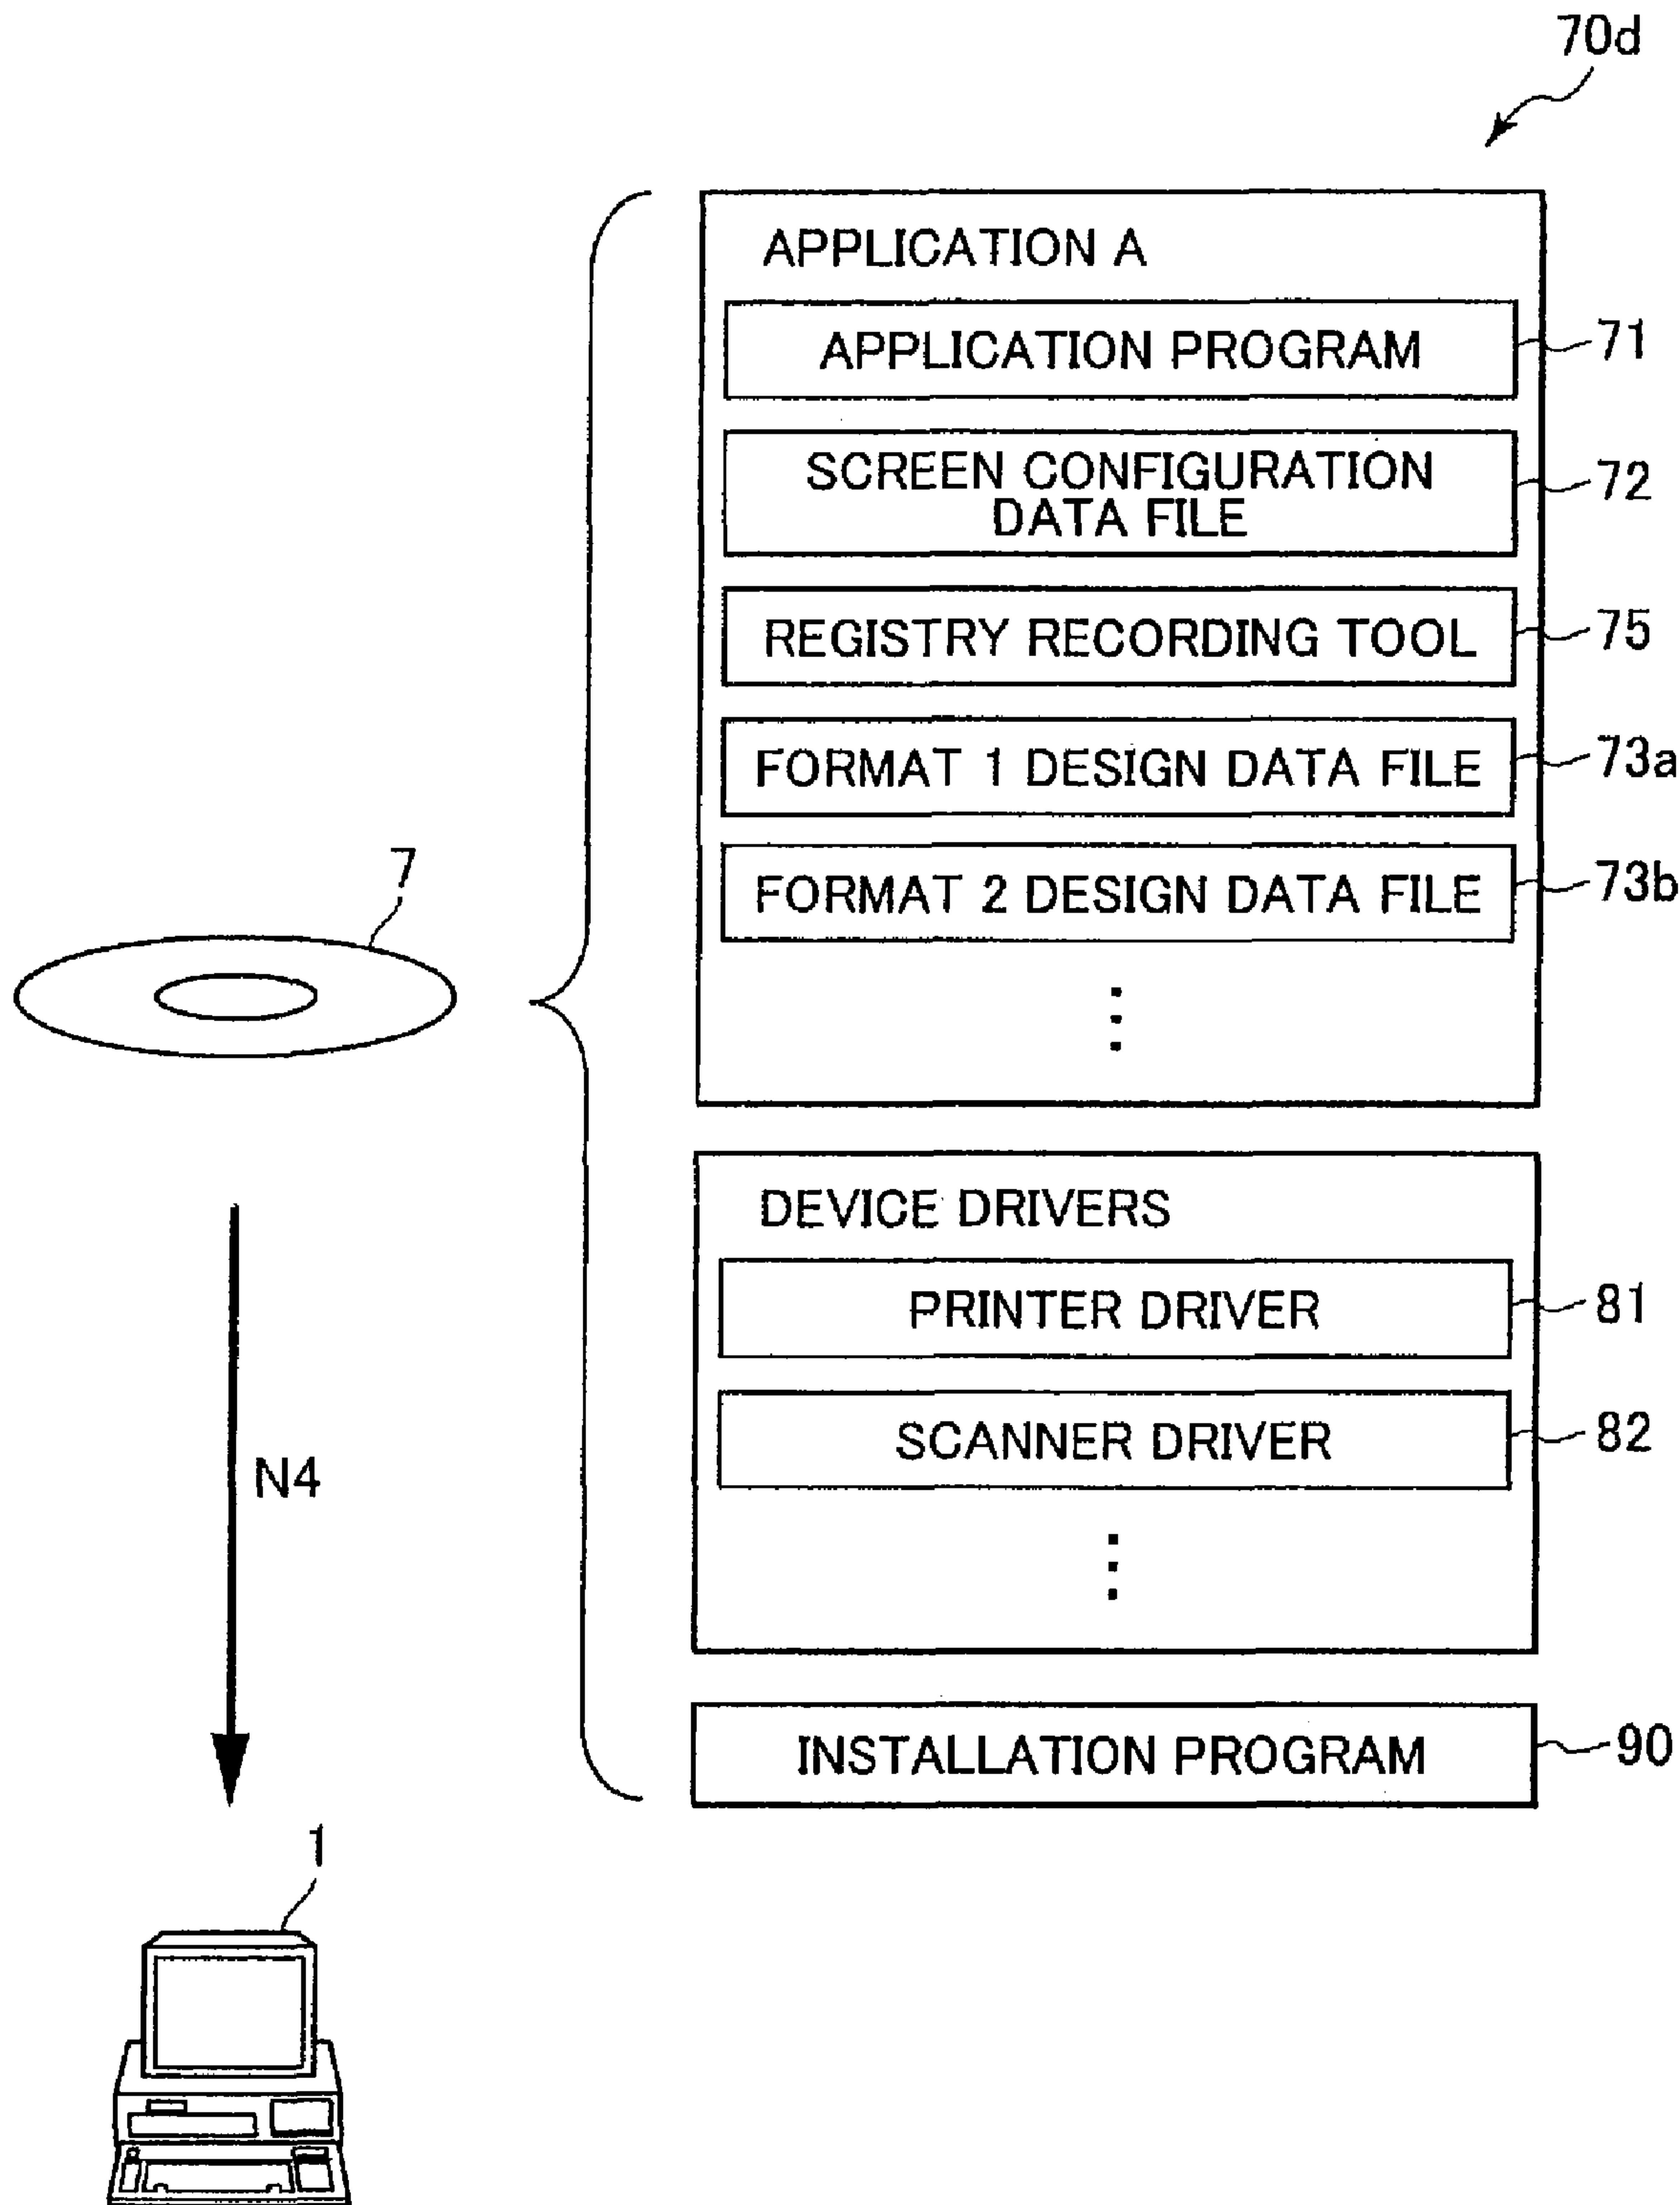 70d
APPLICATION A
APPLICATION PROGRAM
71
SCREEN CONFIGURATION
DATA FILE
72
REGISTRY RECORDING TOOL
75
FORMAT 1 DESIGN DATA FILE
73a
FORMAT 2 DESIGN DATA FILE
73b
7
DEVICE DRIVERS
PRINTER DRIVER
81
SCANNER DRIVER
82
N4
INSTALLATION PROGRAM
90
1